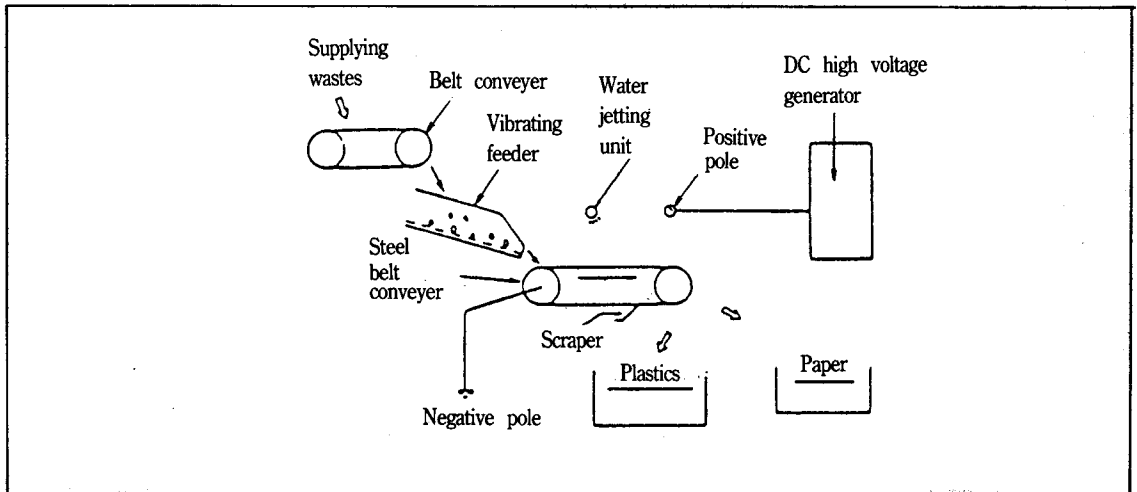 Supplying
wastes
Belt conveyer
Vibrating
feeder
Water
jetting
unit
Positive
pole
DC high voltage
generator
Steel
belt
conveyer
Scraper
Negative pole
Plastics
Paper